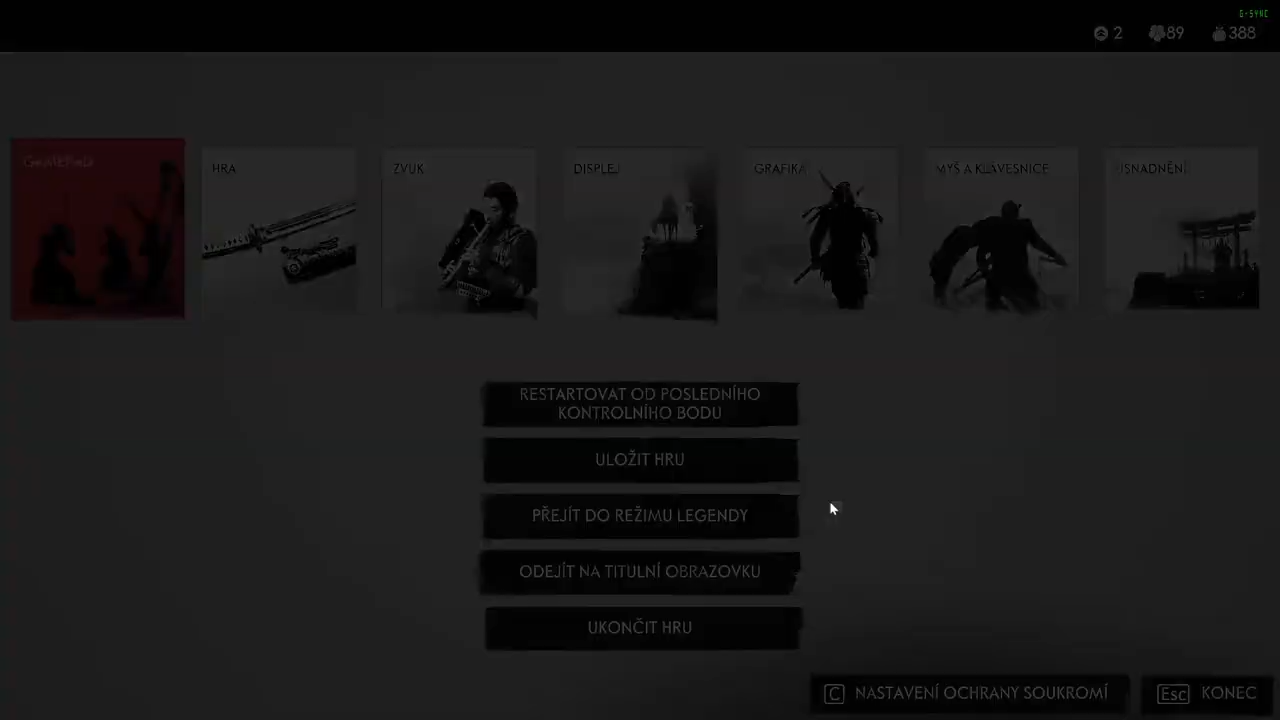 G-SYNC
2 89 388
HRA
ZVUK
DISPLEJ
GRAFIKA
MYŠ A KLÁVESNICE
USNADNĚNÍ
RESTARTOVAT OD POSLEDNÍHO
KONTROLNÍHO BODU
ULOŽIT HRU
PŘEJÍT DO REŽIMU LEGENDY
ODEJÍT NA TITULNÍ OBRAZOVKU
UKONČIT HRU
C NASTAVENÍ OCHRANY SOUKROMÍ
Esc KONEC